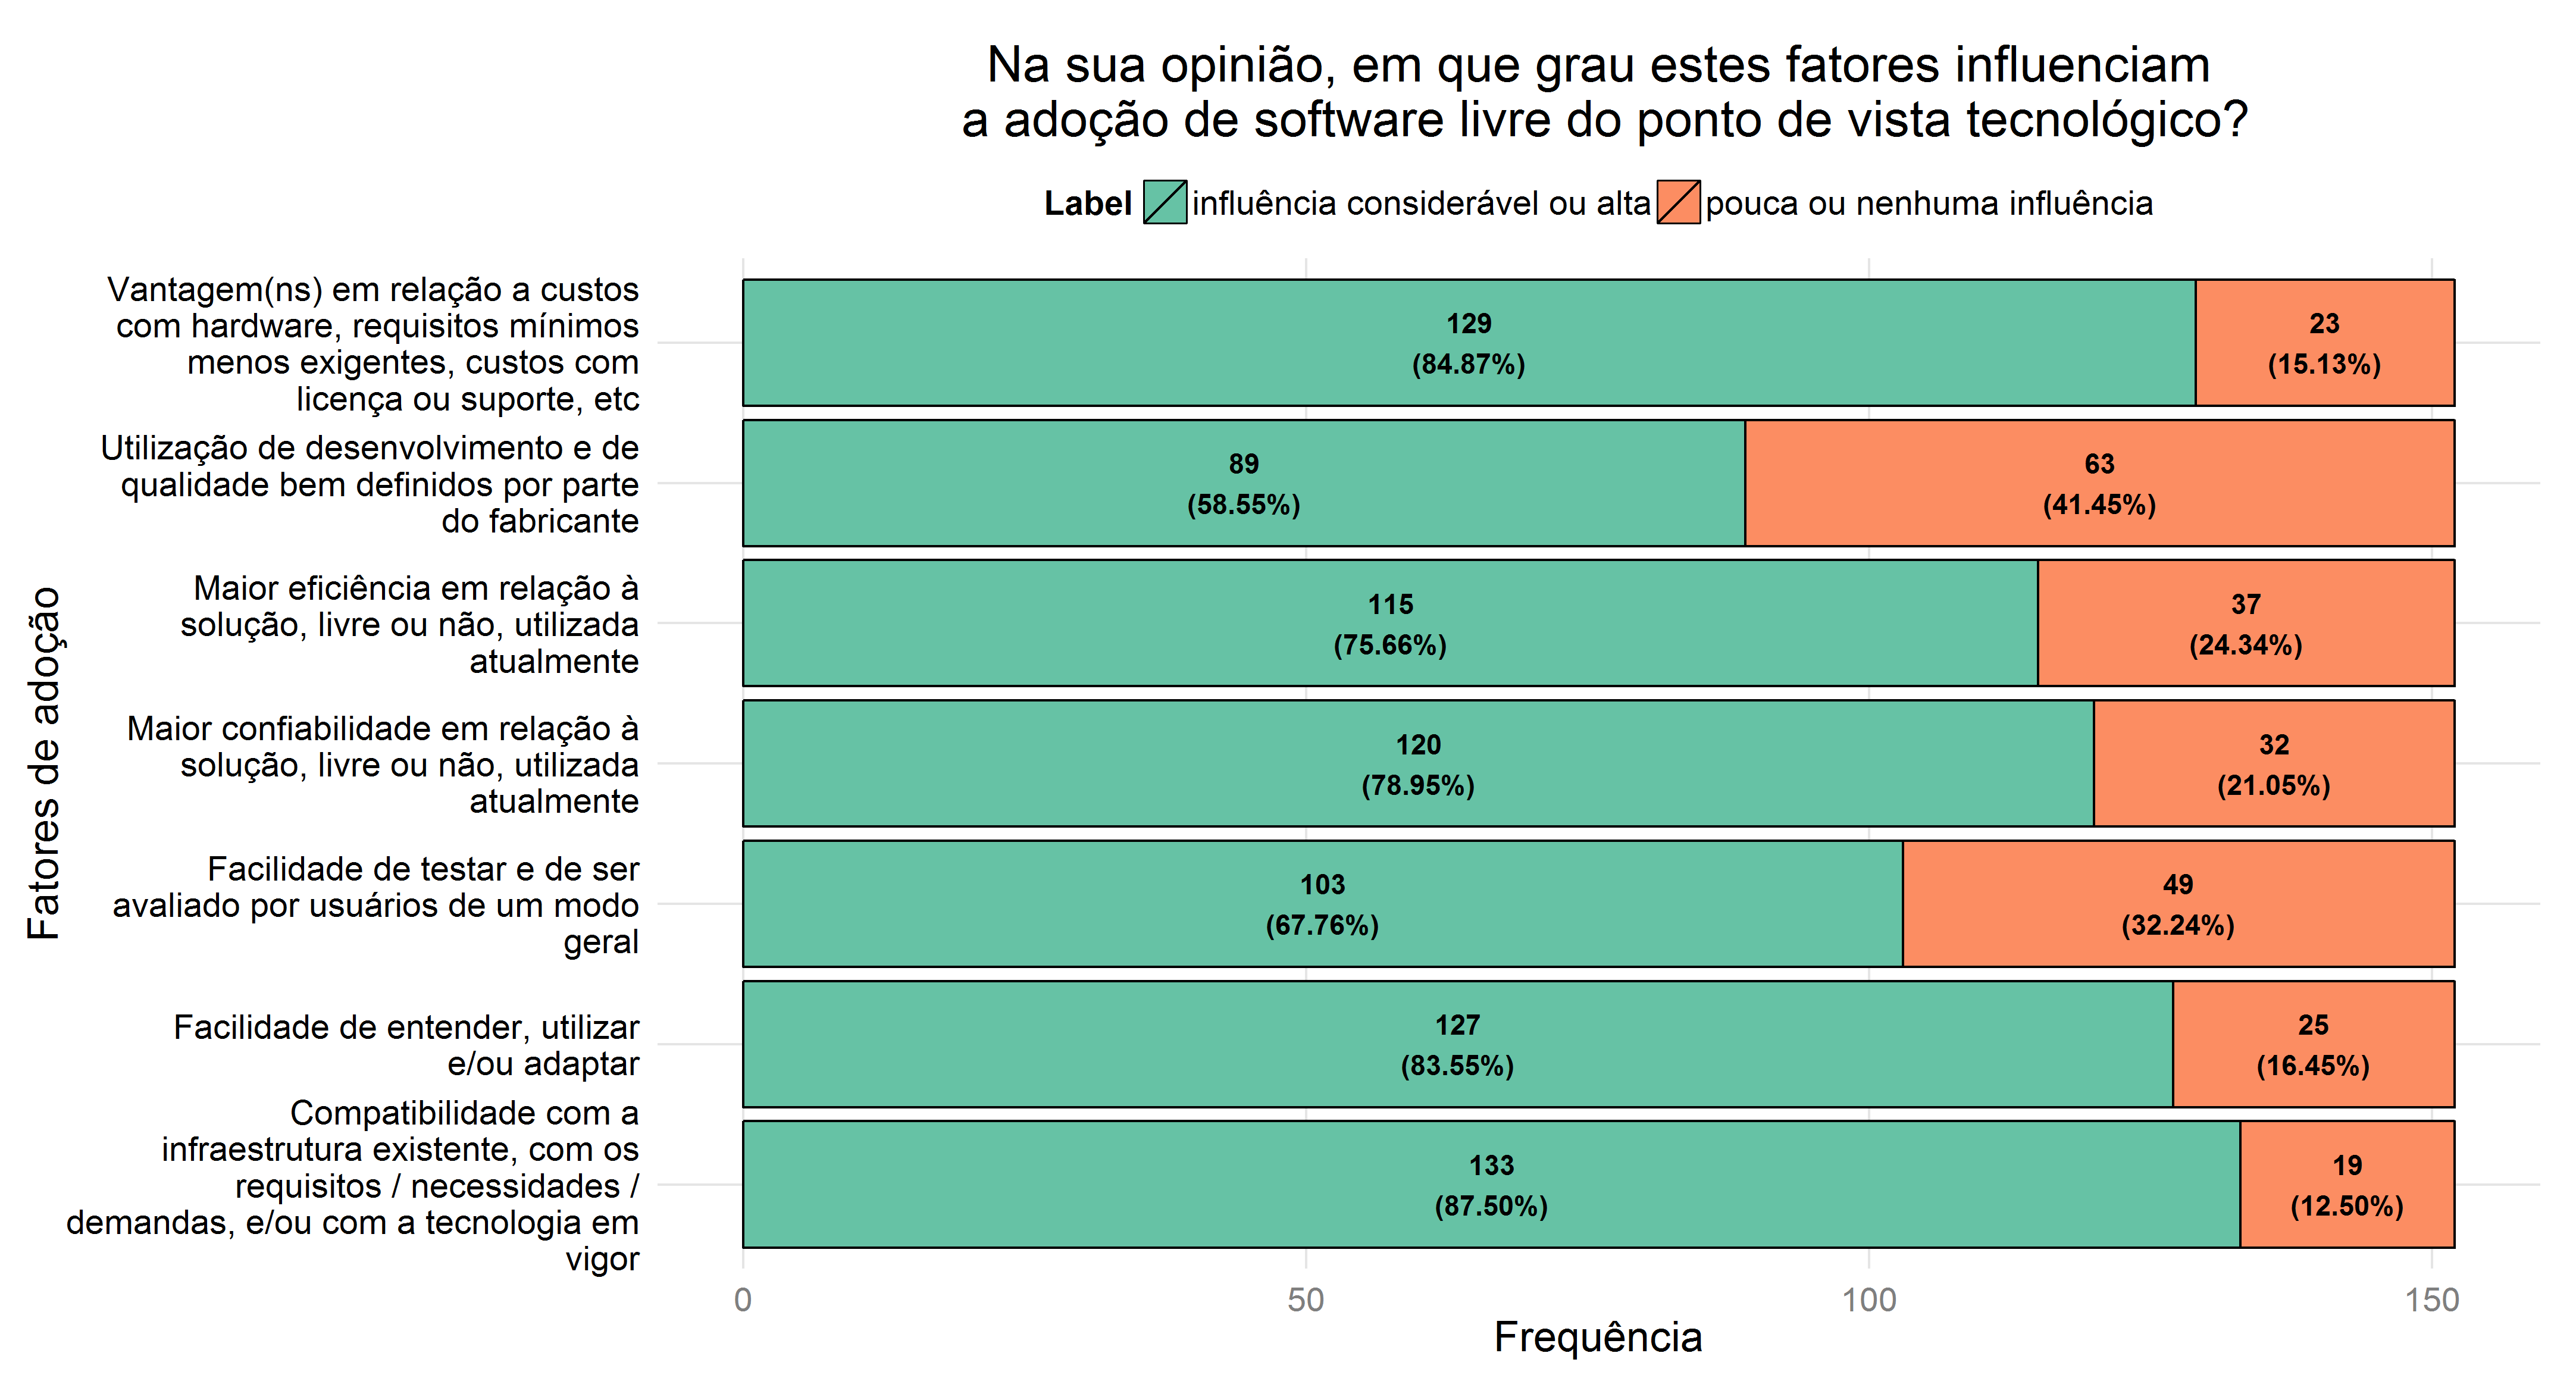 Na sua opinião, em que grau estes fatores influenciam
a adoção de software livre do ponto de vista tecnológico?
Label influência considerável ou alta pouca ou nenhuma influência
Fatores de adoção
Vantagem(ns) em relação a custos
com hardware, requisitos mínimos
menos exigentes, custos com
licença ou suporte, etc
129
(84.87%)
23
(15.13%)
Utilização de desenvolvimento e de
qualidade bem definidos por parte
do fabricante
89
(58.55%)
63
(41.45%)
Maior eficiência em relação à
solução, livre ou não, utilizada
atualmente
115
(75.66%)
37
(24.34%)
Maior confiabilidade em relação à
solução, livre ou não, utilizada
atualmente
120
(78.95%)
32
(21.05%)
Facilidade de testar e de ser
avaliado por usuários de um modo
geral
103
(67.76%)
49
(32.24%)
Facilidade de entender, utilizar
e/ou adaptar
127
(83.55%)
25
(16.45%)
Compatibilidade com a
infraestrutura existente, com os
requisitos / necessidades /
demandas, e/ou com a tecnologia em
vigor
133
(87.50%)
19
(12.50%)
0 50 100 150
Frequência